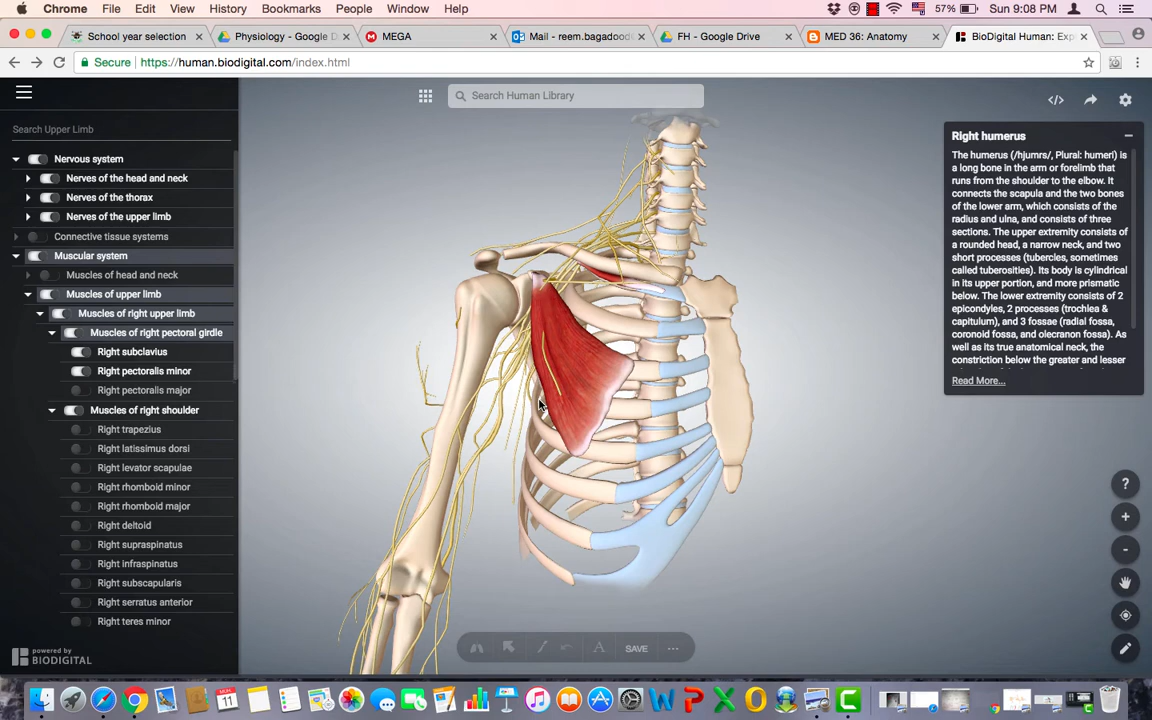 Chrome File Edit View History Bookmarks People Window Help 57% Sun 9:08 PM
School year selection Physiology - Google D MEGA Mail - reem.bagadood FH - Google Drive MED 36: Anatomy BioDigital Human: Exp
Secure https://human.biodigital.com/index.html
Search Human Library
Search Upper Limb
Nervous system
Nerves of the head and neck
Nerves of the thorax
Nerves of the upper limb
Connective tissue systems
Muscular system
Muscles of head and neck
Muscles of upper limb
Muscles of right upper limb
Muscles of right pectoral girdle
Right subclavius
Right pectoralis minor
Right pectoralis major
Muscles of right shoulder
Right trapezius
Right latissimus dorsi
Right levator scapulae
Right rhomboid minor
Right rhomboid major
Right deltoid
Right supraspinatus
Right infraspinatus
Right subscapularis
Right serratus anterior
Right teres minor
powered by
BIODIGITAL
Right humerus
The humerus (/hjumrs/, Plural: humeri) is
a long bone in the arm or forelimb that
runs from the shoulder to the elbow. It
connects the scapula and the two bones
of the lower arm, which consists of the
radius and ulna, and consists of three
sections. The upper extremity consists of
a rounded head, a narrow neck, and two
short processes (tubercles, sometimes
called tuberosities). Its body is cylindrical
in its upper portion, and more prismatic
below. The lower extremity consists of 2
epicondyles, 2 processes (trochlea &
capitulum), and 3 fossae (radial fossa,
coronoid fossa, and olecranon fossa). As
well as its true anatomical neck, the
constriction below the greater and lesser
Read More...
?
+
-
A SAVE ...